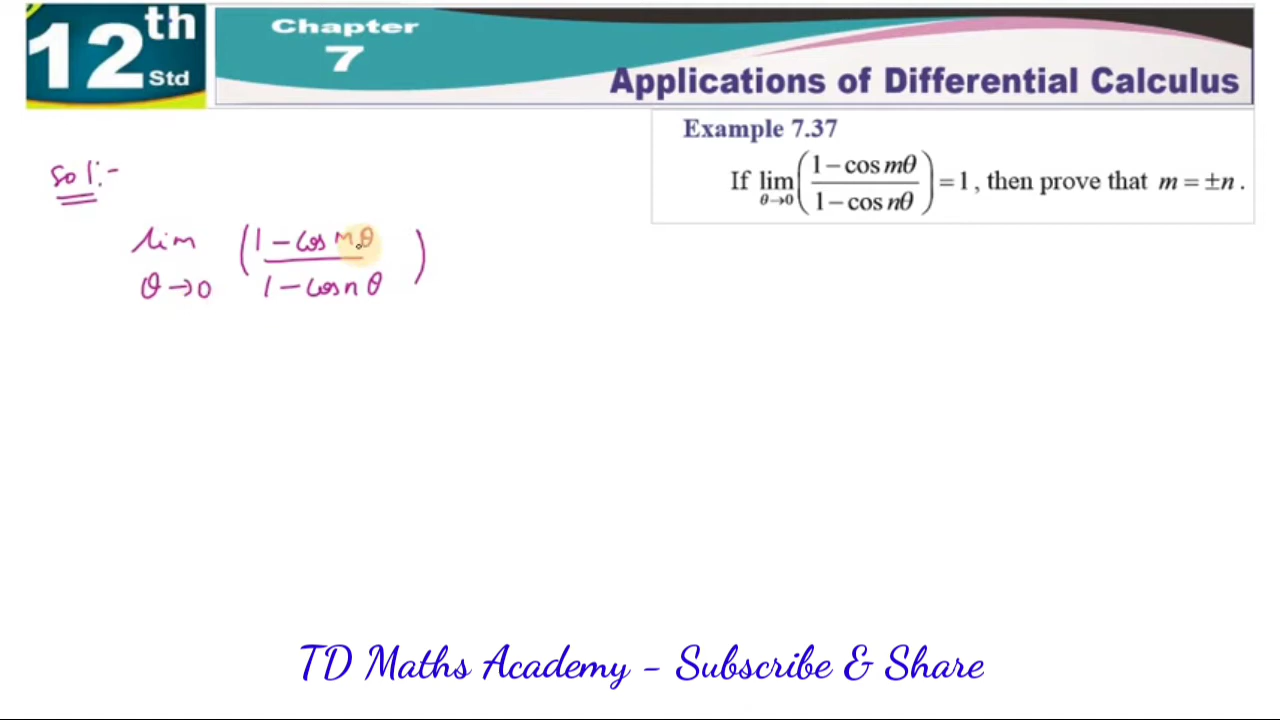 12th
Std
Chapter
7
Applications of Differential Calculus
Example 7.37
If lim θ→0 (1 − cos mθ / 1 − cos nθ) = 1, then prove that m = ±n.
Sol:-
lim θ→0 (1 − cos mθ / 1 − cos nθ)
TD Maths Academy - Subscribe & Share